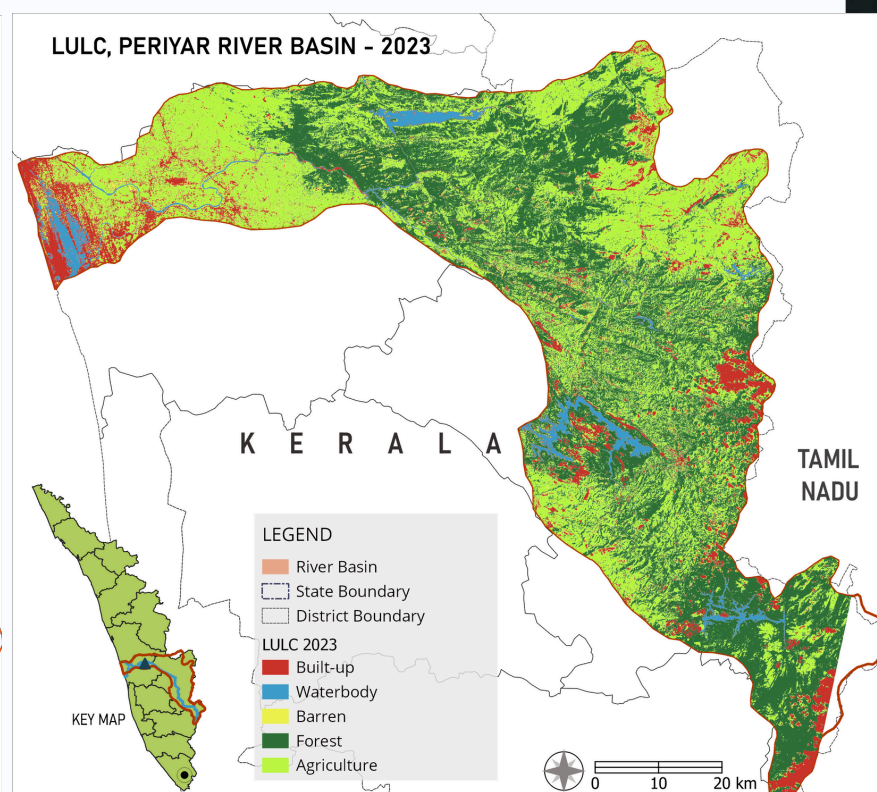 LULC, PERIYAR RIVER BASIN - 2023
KERALA
TAMIL
NADU
LEGEND
River Basin
State Boundary
District Boundary
LULC 2023
Built-up
Waterbody
Barren
Forest
Agriculture
KEY MAP
0 10 20 km